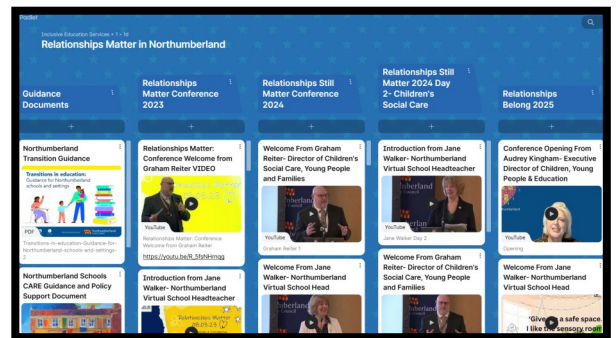 Padlet
Inclusive Education Services + 1 • 1d
Relationships Matter in Northumberland
Guidance
Documents
Northumberland
Transition Guidance
Transitions in education:
Guidance for Northumberland
schools and settings
PDF
Transitions-in-education-Guidance-for-
Northumberland-schools-and-settings-
3
Northumberland Schools
CARE Guidance and Policy
Support Document
Relationships
Matter Conference
2023
Relationships Matter:
Conference Welcome from
Graham Reiter VIDEO
YouTube
Relationships Matter: Conference
Welcome from Graham Reiter
Introduction from Jane
Walker- Northumberland
Virtual School Headteacher
Relationships Matter
Relationships Still
Matter Conference
2024
Welcome From Graham
Reiter- Director of Children's
Social Care, Young People
and Families
YouTube
Graham Reiter 1
Welcome From Jane
Walker- Northumberland
Virtual School Head
Relationships Still
Matter 2024 Day
2- Children's
Social Care
Introduction from Jane
Walker- Northumberland
Virtual School Headteacher
YouTube
Jane Walker Day 2
Welcome From Graham
Reiter- Director of Children's
Social Care, Young People
and Families
Relationships
Belong 2025
Conference Opening From
Audrey Kingham- Executive
Director of Children, Young
People & Education
YouTube
Opening
Welcome From Jane
Walker- Northumberland
Virtual School Head
a safe space.
I like the sensory room